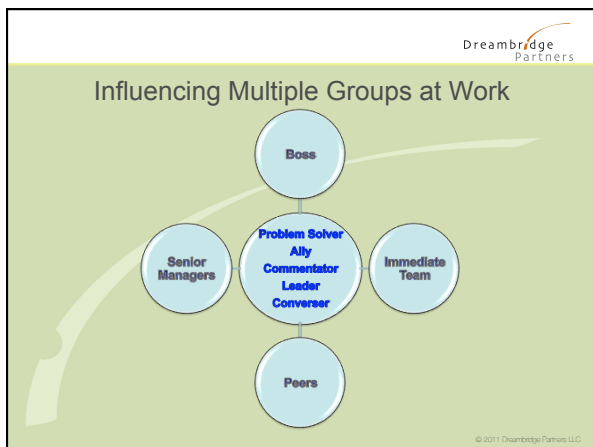 Dreambridge
Partners
Influencing Multiple Groups at Work
Boss
Senior
Managers
Problem Solver
Ally
Commentator
Leader
Converser
Immediate
Team
Peers
© 2011 Dreambridge Partners LLC